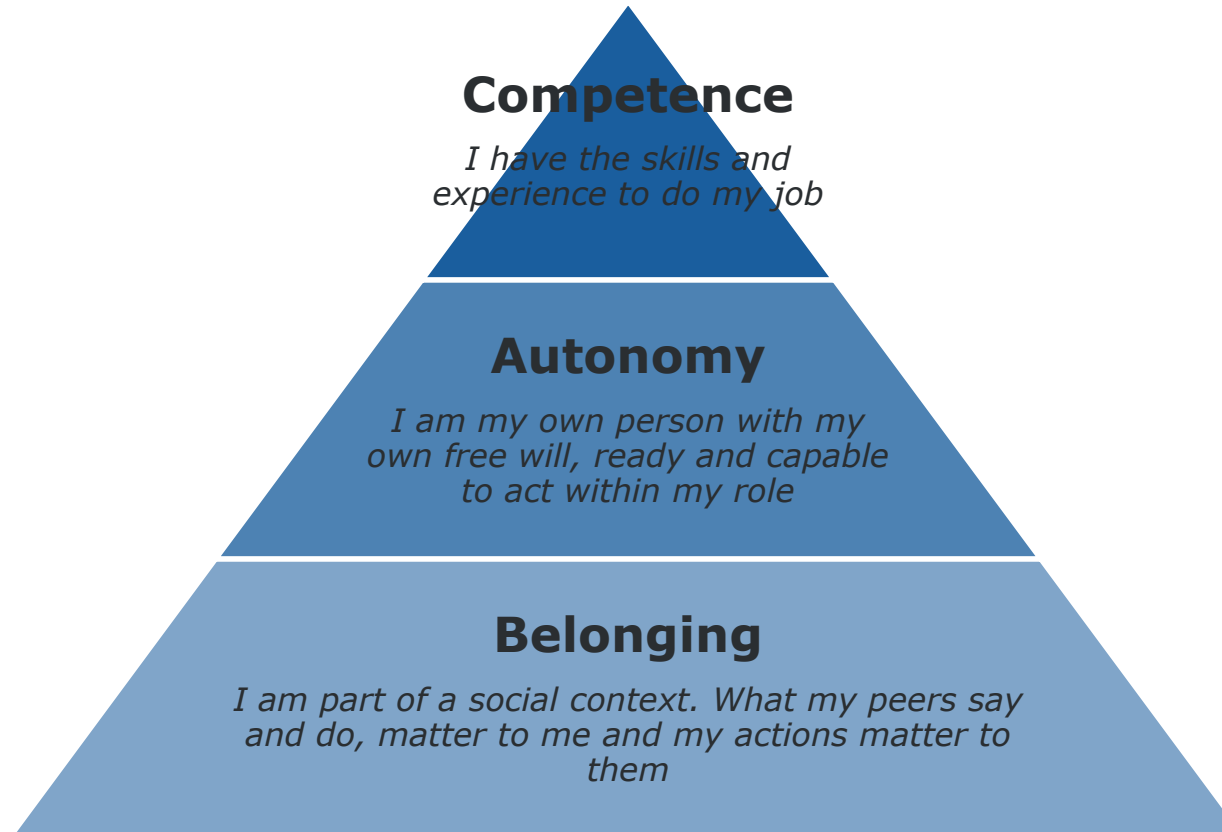 Competence
I have the skills and
experience to do my job
Autonomy
I am my own person with my
own free will, ready and capable
to act within my role
Belonging
I am part of a social context. What my peers say
and do, matter to me and my actions matter to
them